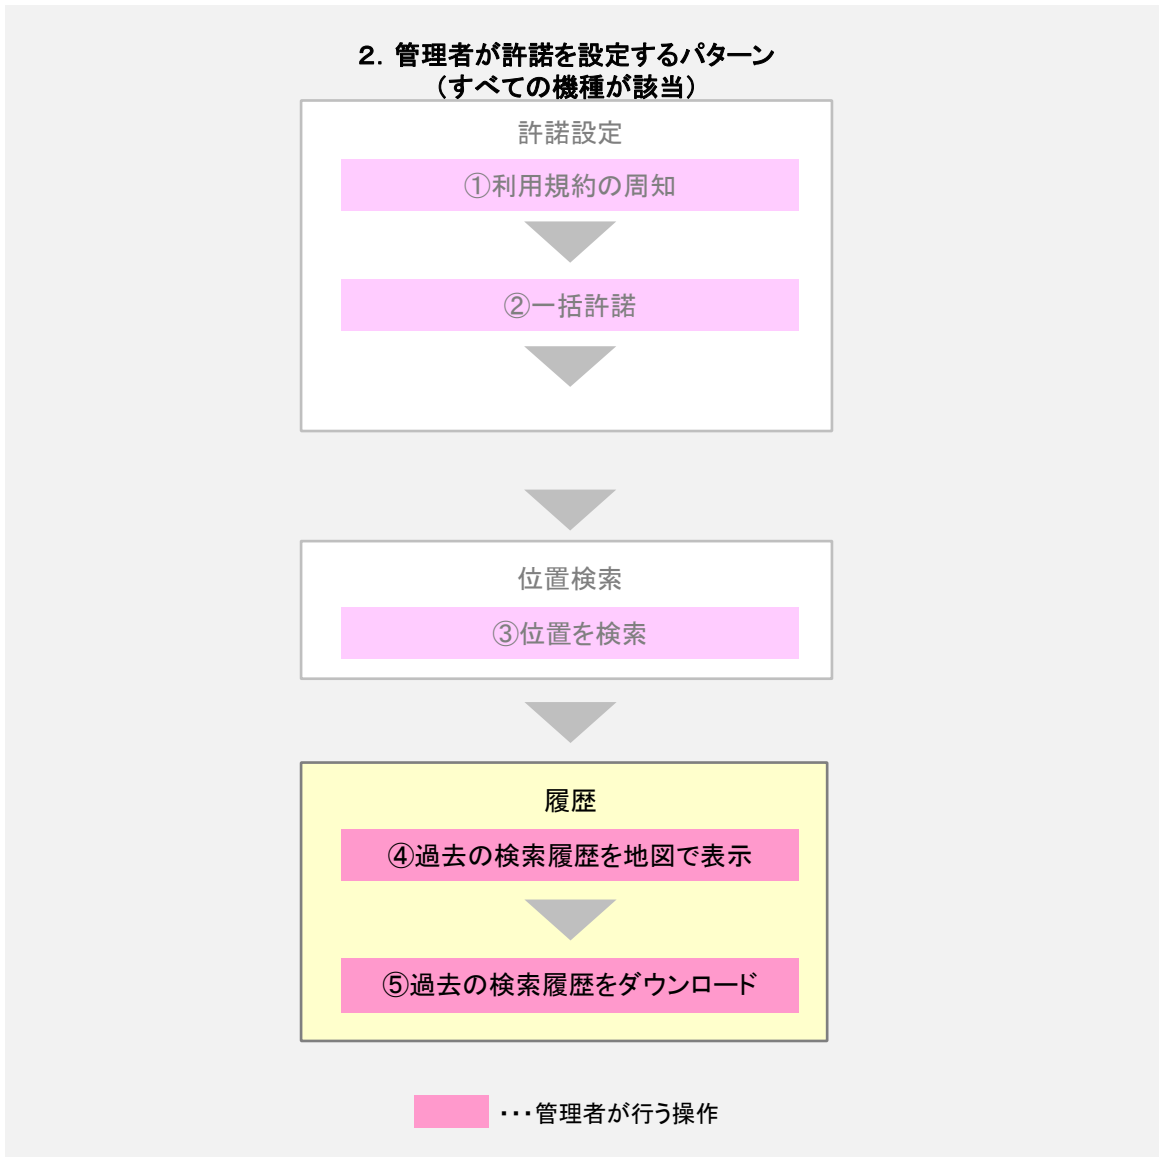 ２．管理者が許諾を設定するパターン
（すべての機種が該当）
許諾設定
①利用規約の周知
②一括許諾
位置検索
③位置を検索
履歴
④過去の検索履歴を地図で表示
⑤過去の検索履歴をダウンロード
・・・管理者が行う操作